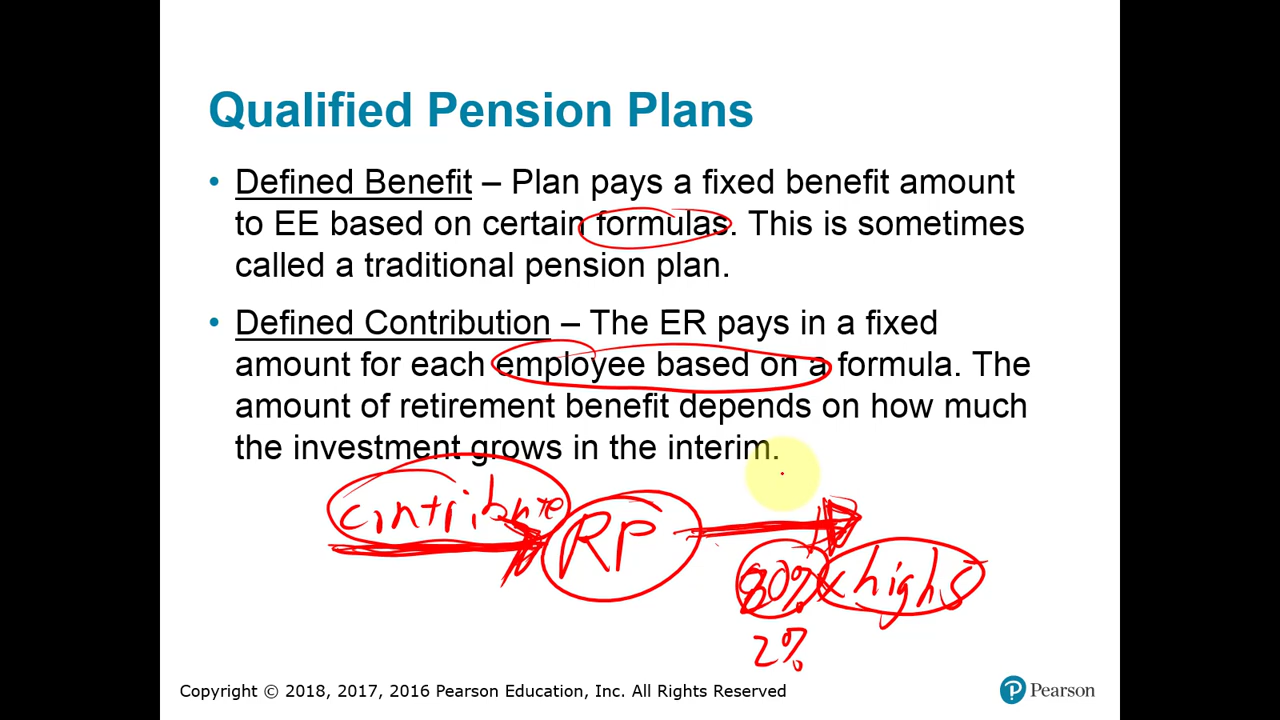 Qualified Pension Plans
• Defined Benefit – Plan pays a fixed benefit amount
to EE based on certain formulas. This is sometimes
called a traditional pension plan.
• Defined Contribution – The ER pays in a fixed
amount for each employee based on a formula. The
amount of retirement benefit depends on how much
the investment grows in the interim.
contribute
RP
80% x high 5
2%
Copyright © 2018, 2017, 2016 Pearson Education, Inc. All Rights Reserved
P Pearson